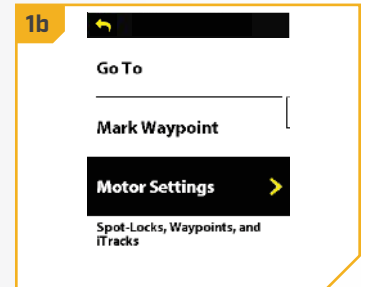 1b
Go To
Mark Waypoint
Motor Settings
Spot-Locks, Waypoints, and
iTracks